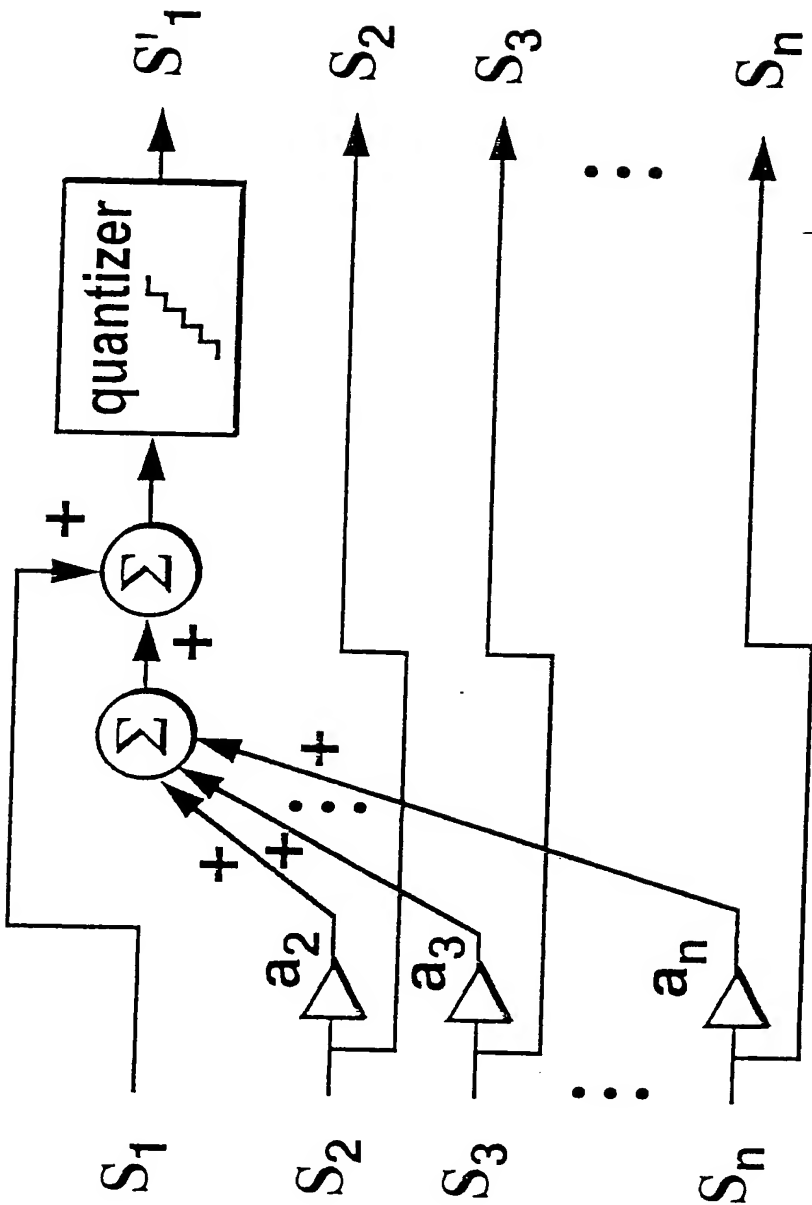 S₁
S₂
S₃
Sₙ
a₂
a₃
aₙ
+
+
+
+
+
Σ
Σ
quantizer
S'₁
S₂
S₃
Sₙ